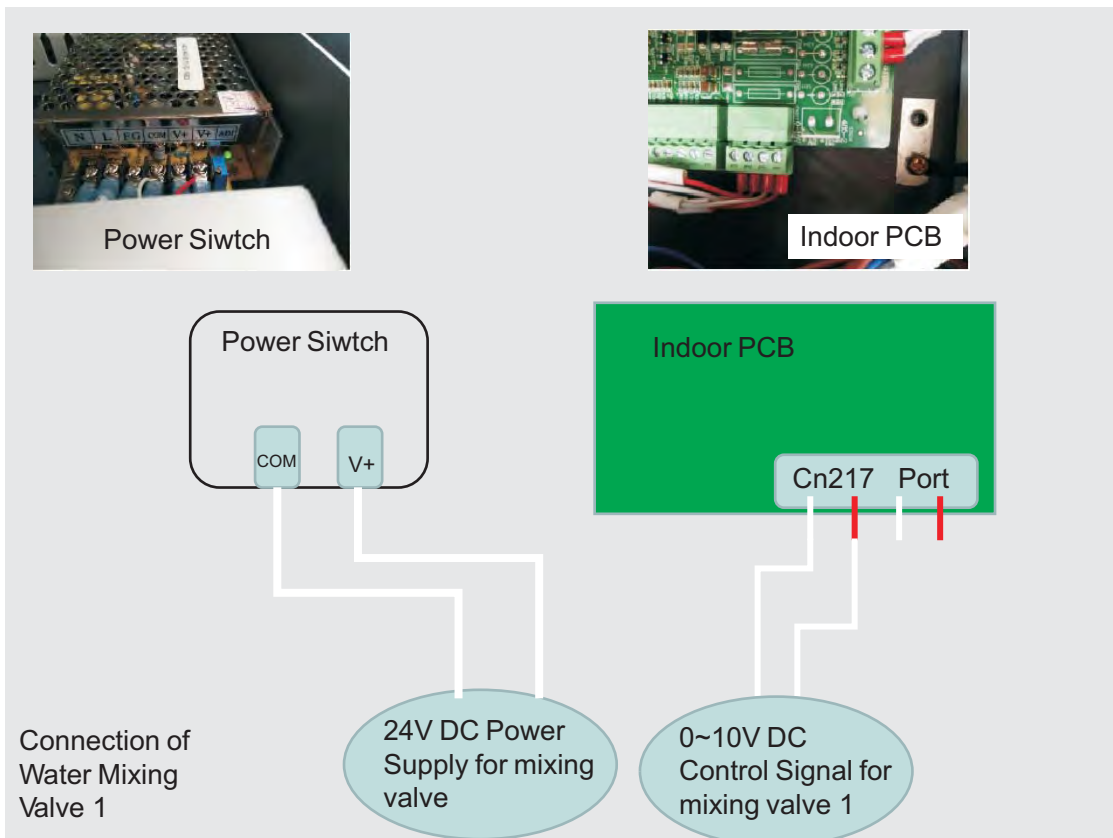 N L FG COM V+ V+ ADJ
Power Siwtch
Indoor PCB
Power Siwtch
COM
V+
Indoor PCB
Cn217 Port
24V DC Power
Supply for mixing
valve
0~10V DC
Control Signal for
mixing valve 1
Connection of
Water Mixing
Valve 1